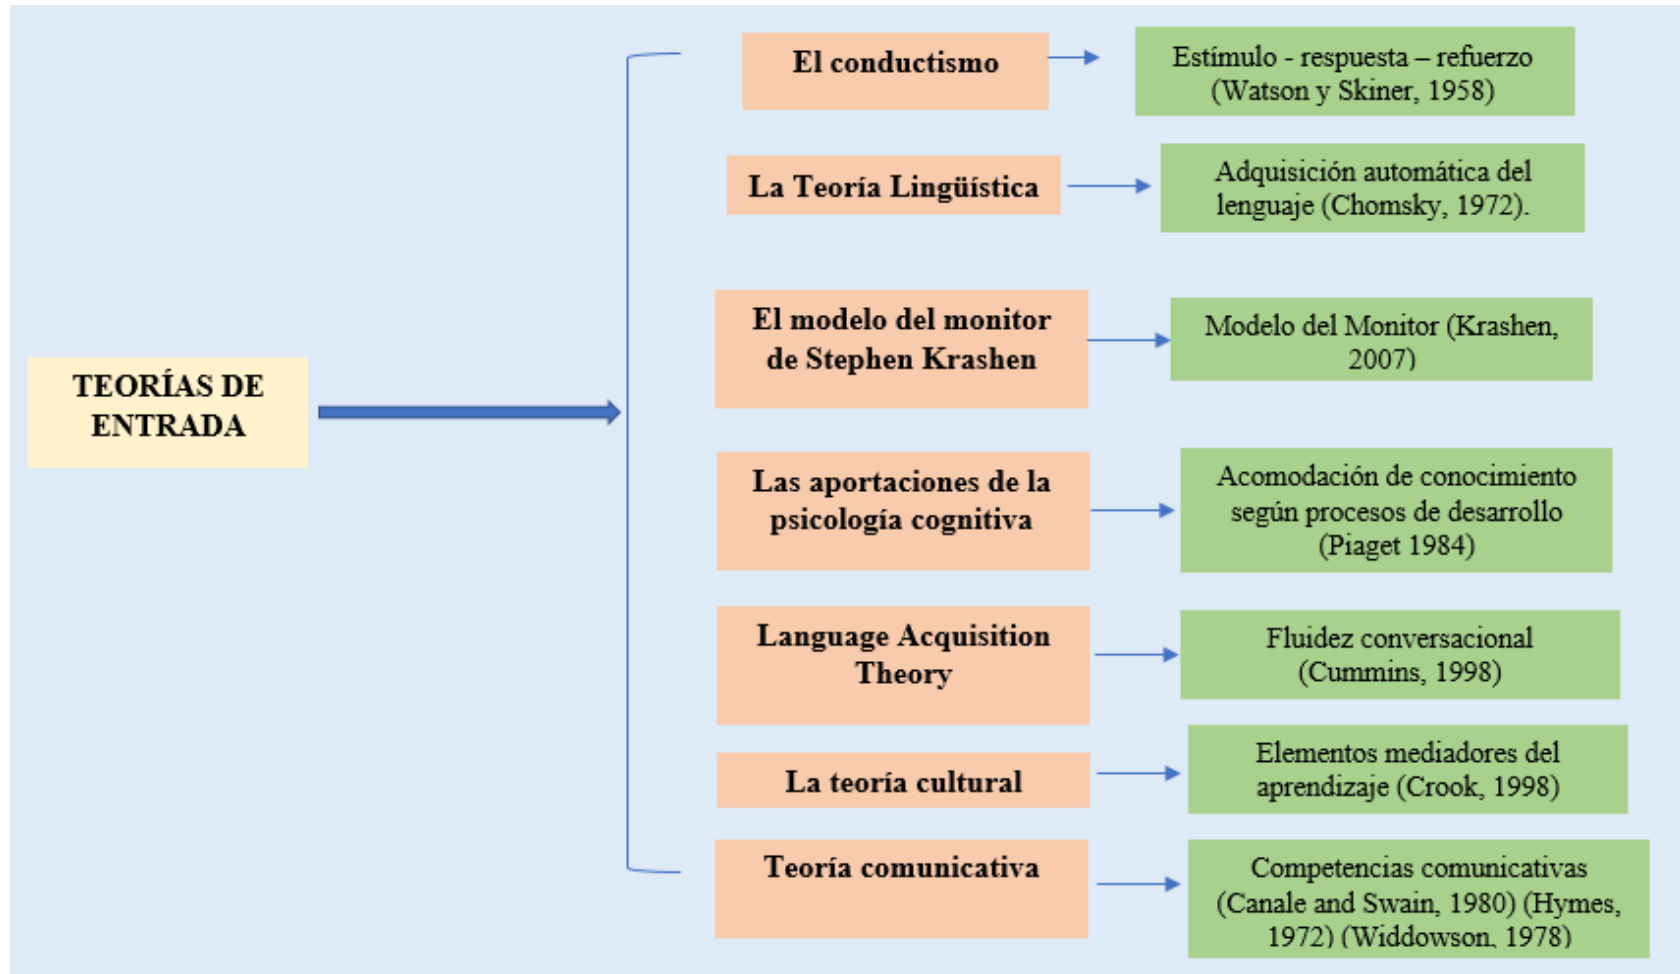 El conductismo
Estímulo - respuesta – refuerzo
(Watson y Skiner, 1958)
La Teoría Lingüística
Adquisición automática del
lenguaje (Chomsky, 1972).
El modelo del monitor
de Stephen Krashen
Modelo del Monitor (Krashen,
2007)
TEORÍAS DE
ENTRADA
Las aportaciones de la
psicología cognitiva
Acomodación de conocimiento
según procesos de desarrollo
(Piaget 1984)
Language Acquisition
Theory
Fluidez conversacional
(Cummins, 1998)
La teoría cultural
Elementos mediadores del
aprendizaje (Crook, 1998)
Teoría comunicativa
Competencias comunicativas
(Canale and Swain, 1980) (Hymes,
1972) (Widdowson, 1978)